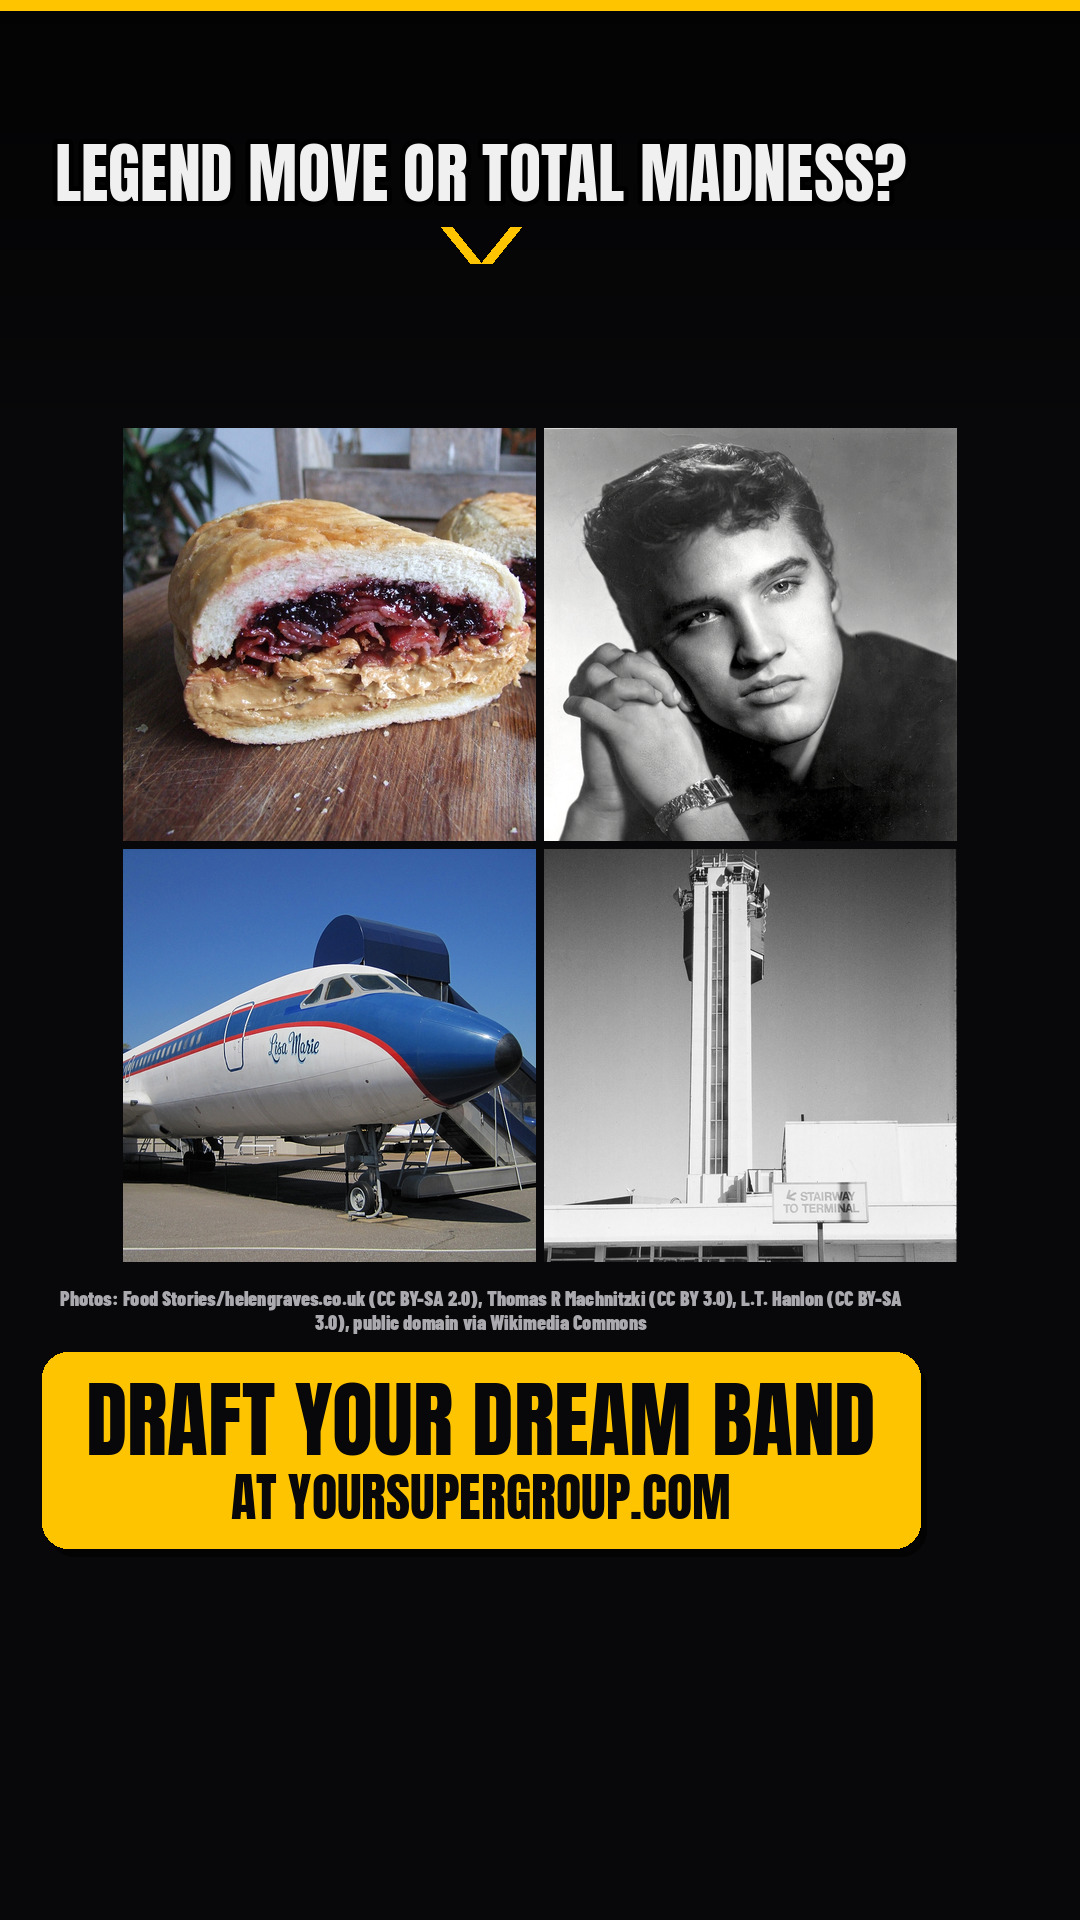 LEGEND MOVE OR TOTAL MADNESS?
Lisa Marie
STAIRWAY
TO TERMINAL
Photos: Food Stories/helengraves.co.uk (CC BY-SA 2.0), Thomas R Machnitzki (CC BY 3.0), L.T. Hanlon (CC BY-SA
3.0), public domain via Wikimedia Commons
DRAFT YOUR DREAM BAND
AT YOURSUPERGROUP.COM